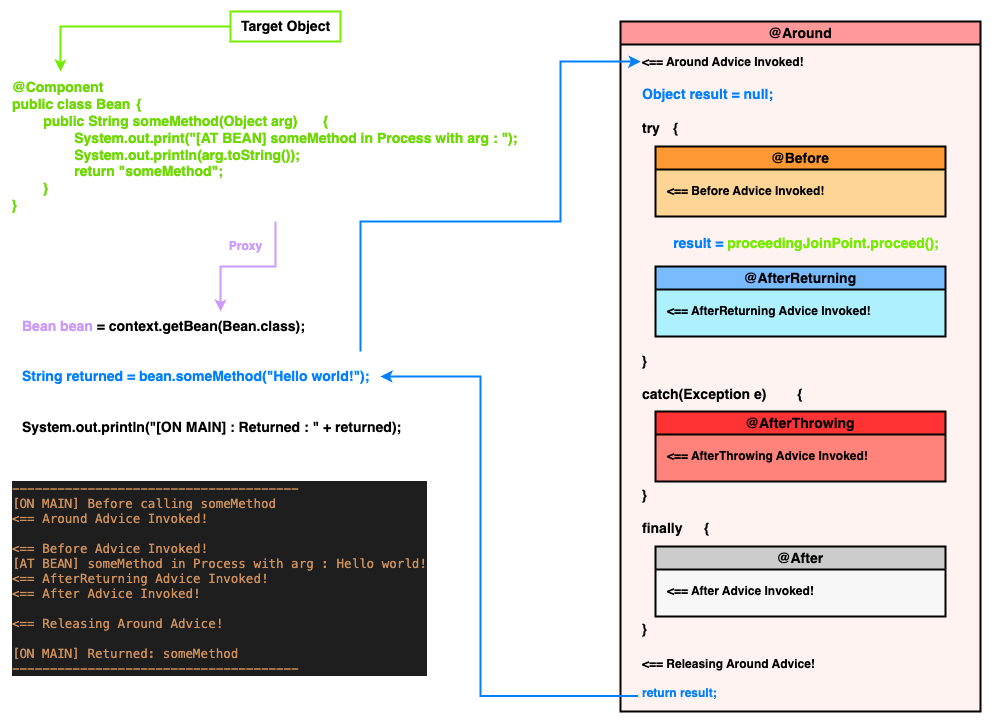 Target Object
@Component
public class Bean {
public String someMethod(Object arg) {
System.out.print("[AT BEAN] someMethod in Process with arg : ");
System.out.println(arg.toString());
return "someMethod";
}
}
Proxy
Bean bean = context.getBean(Bean.class);
String returned = bean.someMethod("Hello world!");
System.out.println("[ON MAIN] : Returned : " + returned);
--------------------------------------
[ON MAIN] Before calling someMethod
<== Around Advice Invoked!
<== Before Advice Invoked!
[AT BEAN] someMethod in Process with arg : Hello world!
<== AfterReturning Advice Invoked!
<== After Advice Invoked!
<== Releasing Around Advice!
[ON MAIN] Returned: someMethod
--------------------------------------
@Around
<== Around Advice Invoked!
Object result = null;
try {
@Before
<== Before Advice Invoked!
result = proceedingJoinPoint.proceed();
@AfterReturning
<== AfterReturning Advice Invoked!
}
catch(Exception e) {
@AfterThrowing
<== AfterThrowing Advice Invoked!
}
finally {
@After
<== After Advice Invoked!
}
<== Releasing Around Advice!
return result;